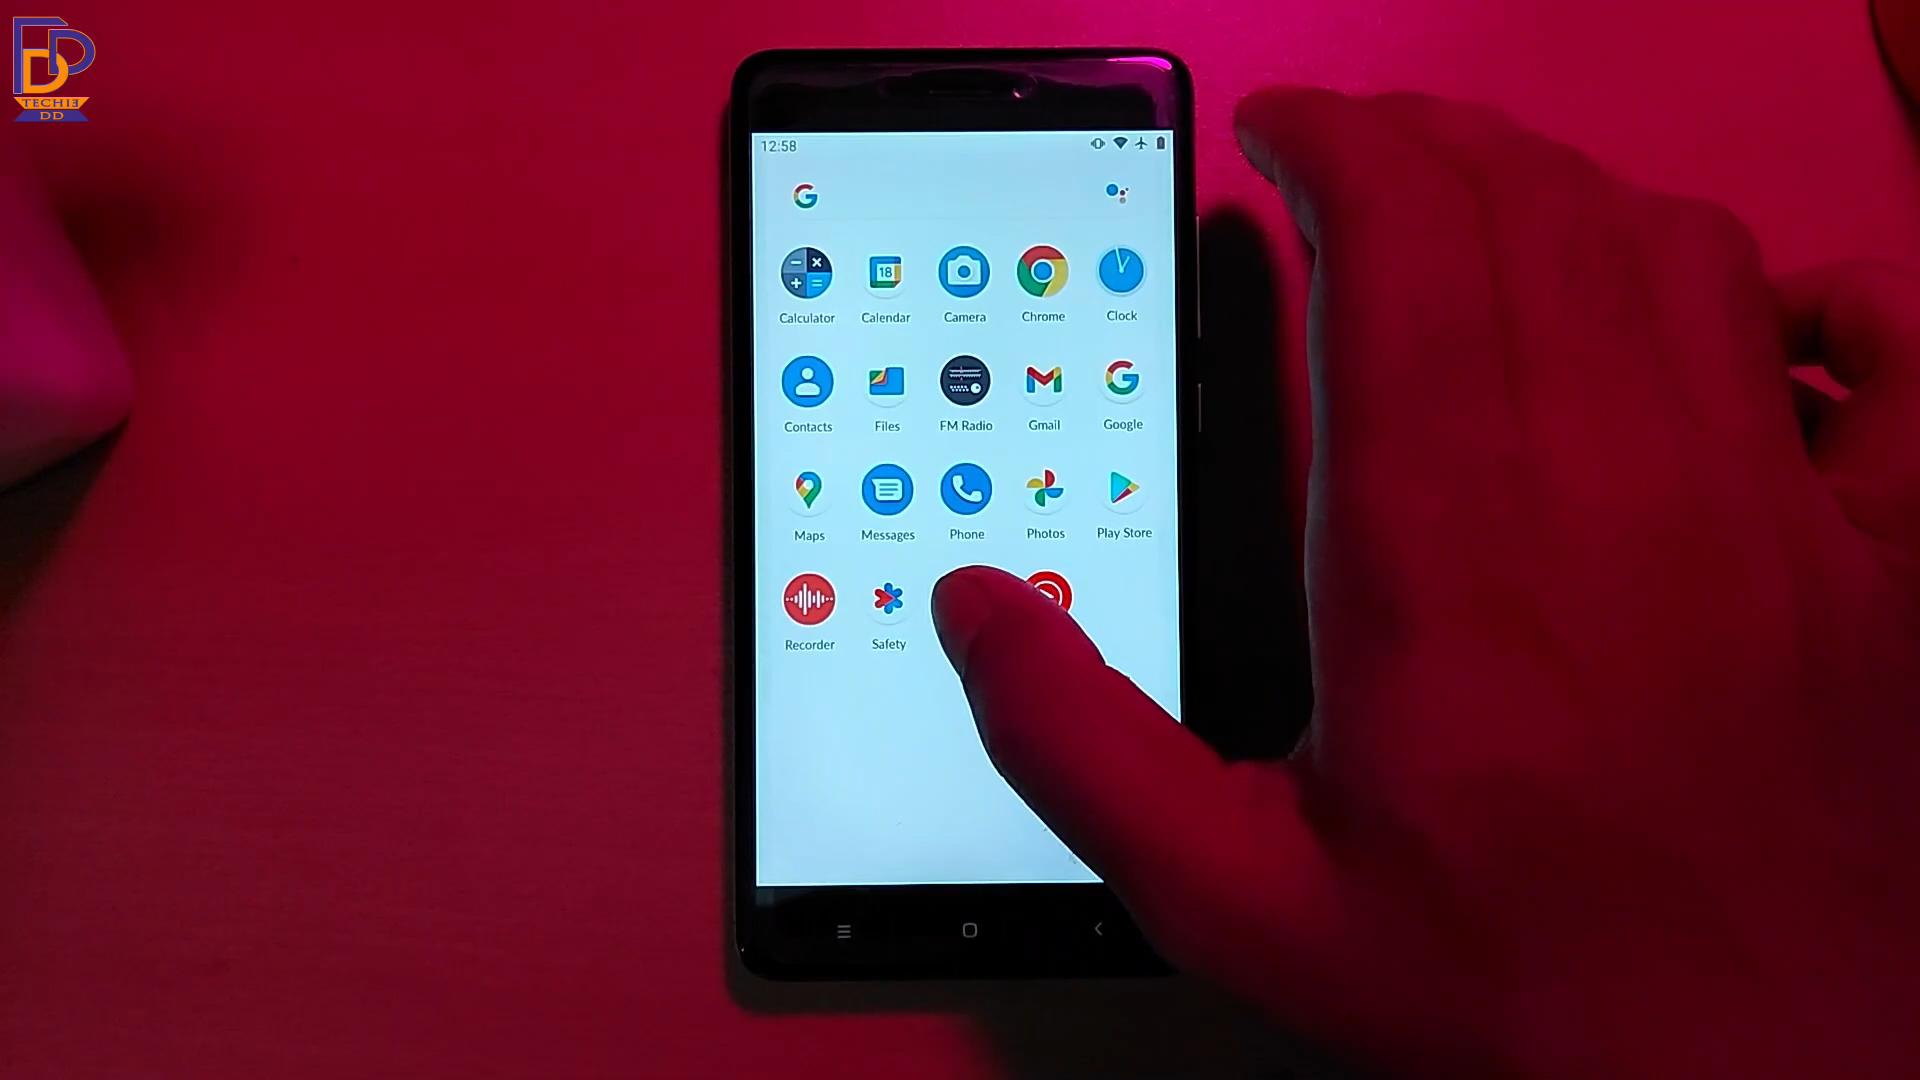 TECHIE
DD
12:58
18
Calculator Calendar Camera Chrome Clock
Contacts Files FM Radio Gmail Google
Maps Messages Phone Photos Play Store
Recorder Safety